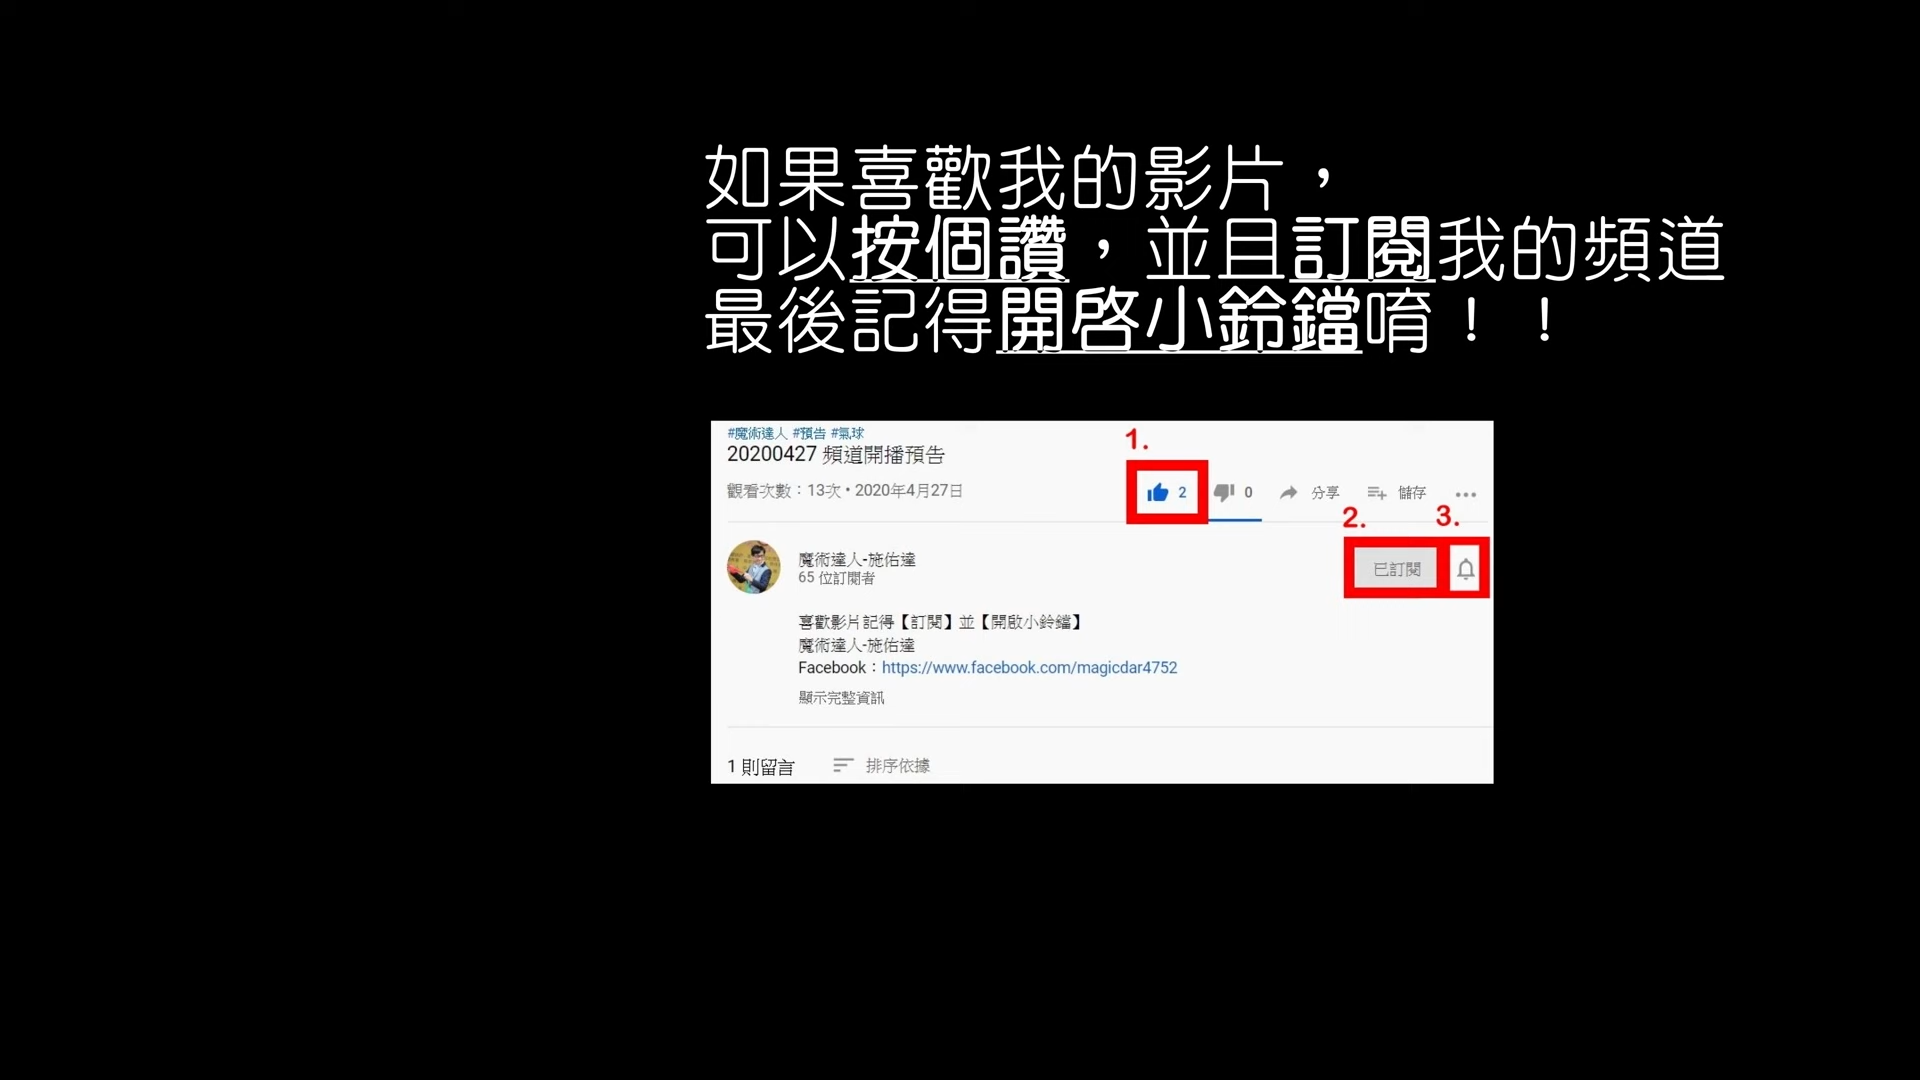 如果喜歡我的影片，
可以按個讚，並且訂閱我的頻道
最後記得開啓小鈴鐺唷！！
#魔術達人 #預告 #氣球
20200427 頻道開播預告
觀看次數：13次 • 2020年4月27日
1.
2
0
分享
儲存
2.
3.
魔術達人-施佑達
65 位訂閱者
已訂閱
喜歡影片記得【訂閱】並【開啟小鈴鐺】
魔術達人-施佑達
Facebook：https://www.facebook.com/magicdar4752
顯示完整資訊
1 則留言
排序依據